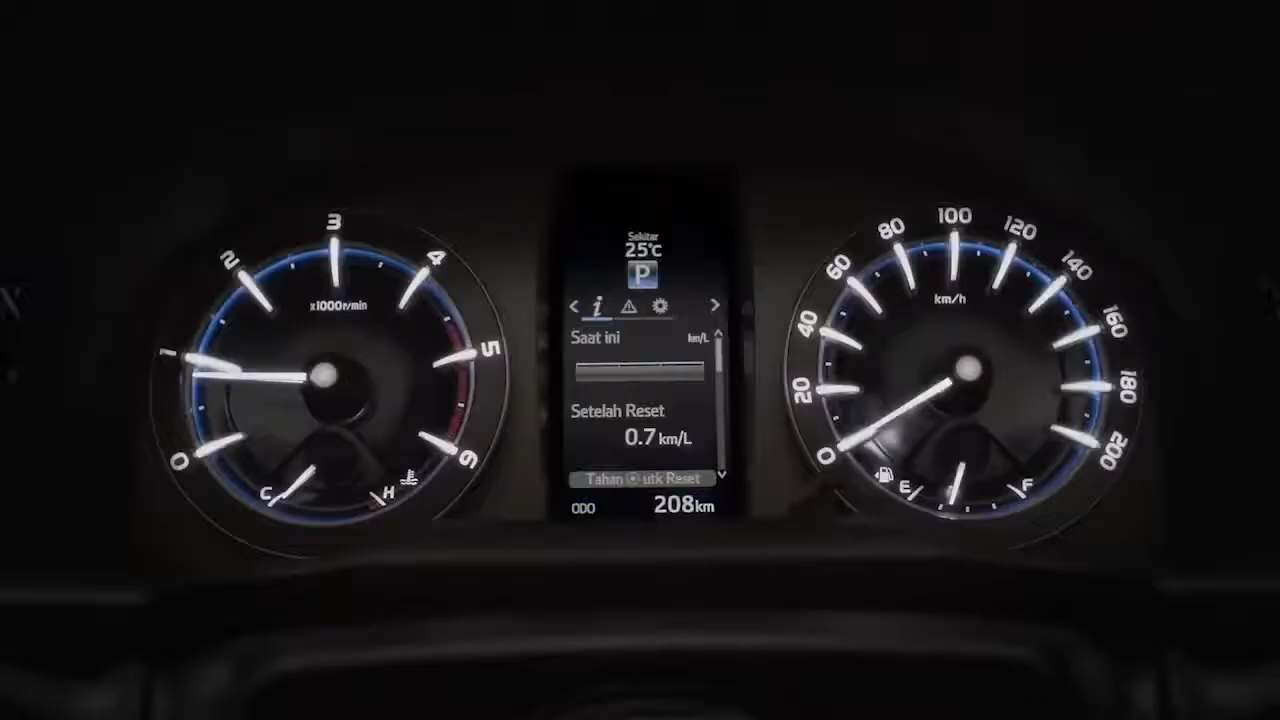 0
1
2
3
4
5
6
x1000r/min
C
H
Sekitar
25°C
P
i
Saat ini km/L
Setelah Reset
0.7 km/L
Tahan utk Reset
ODO 208km
0
20
40
60
80
100
120
140
160
180
200
km/h
E
F